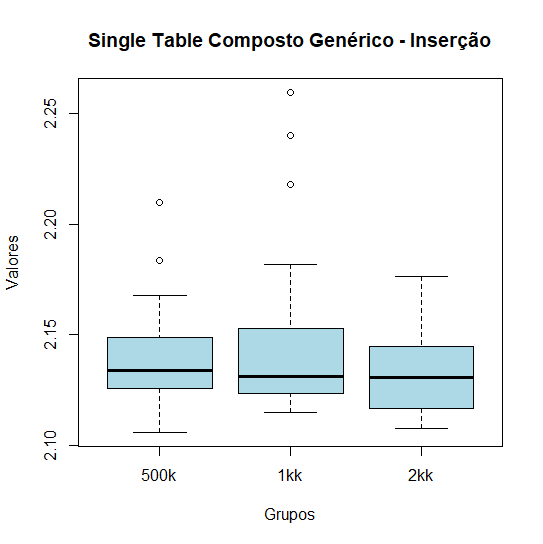 Single Table Composto Genérico - Inserção
2.25
2.20
2.15
2.10
Valores
500k
1kk
2kk
Grupos